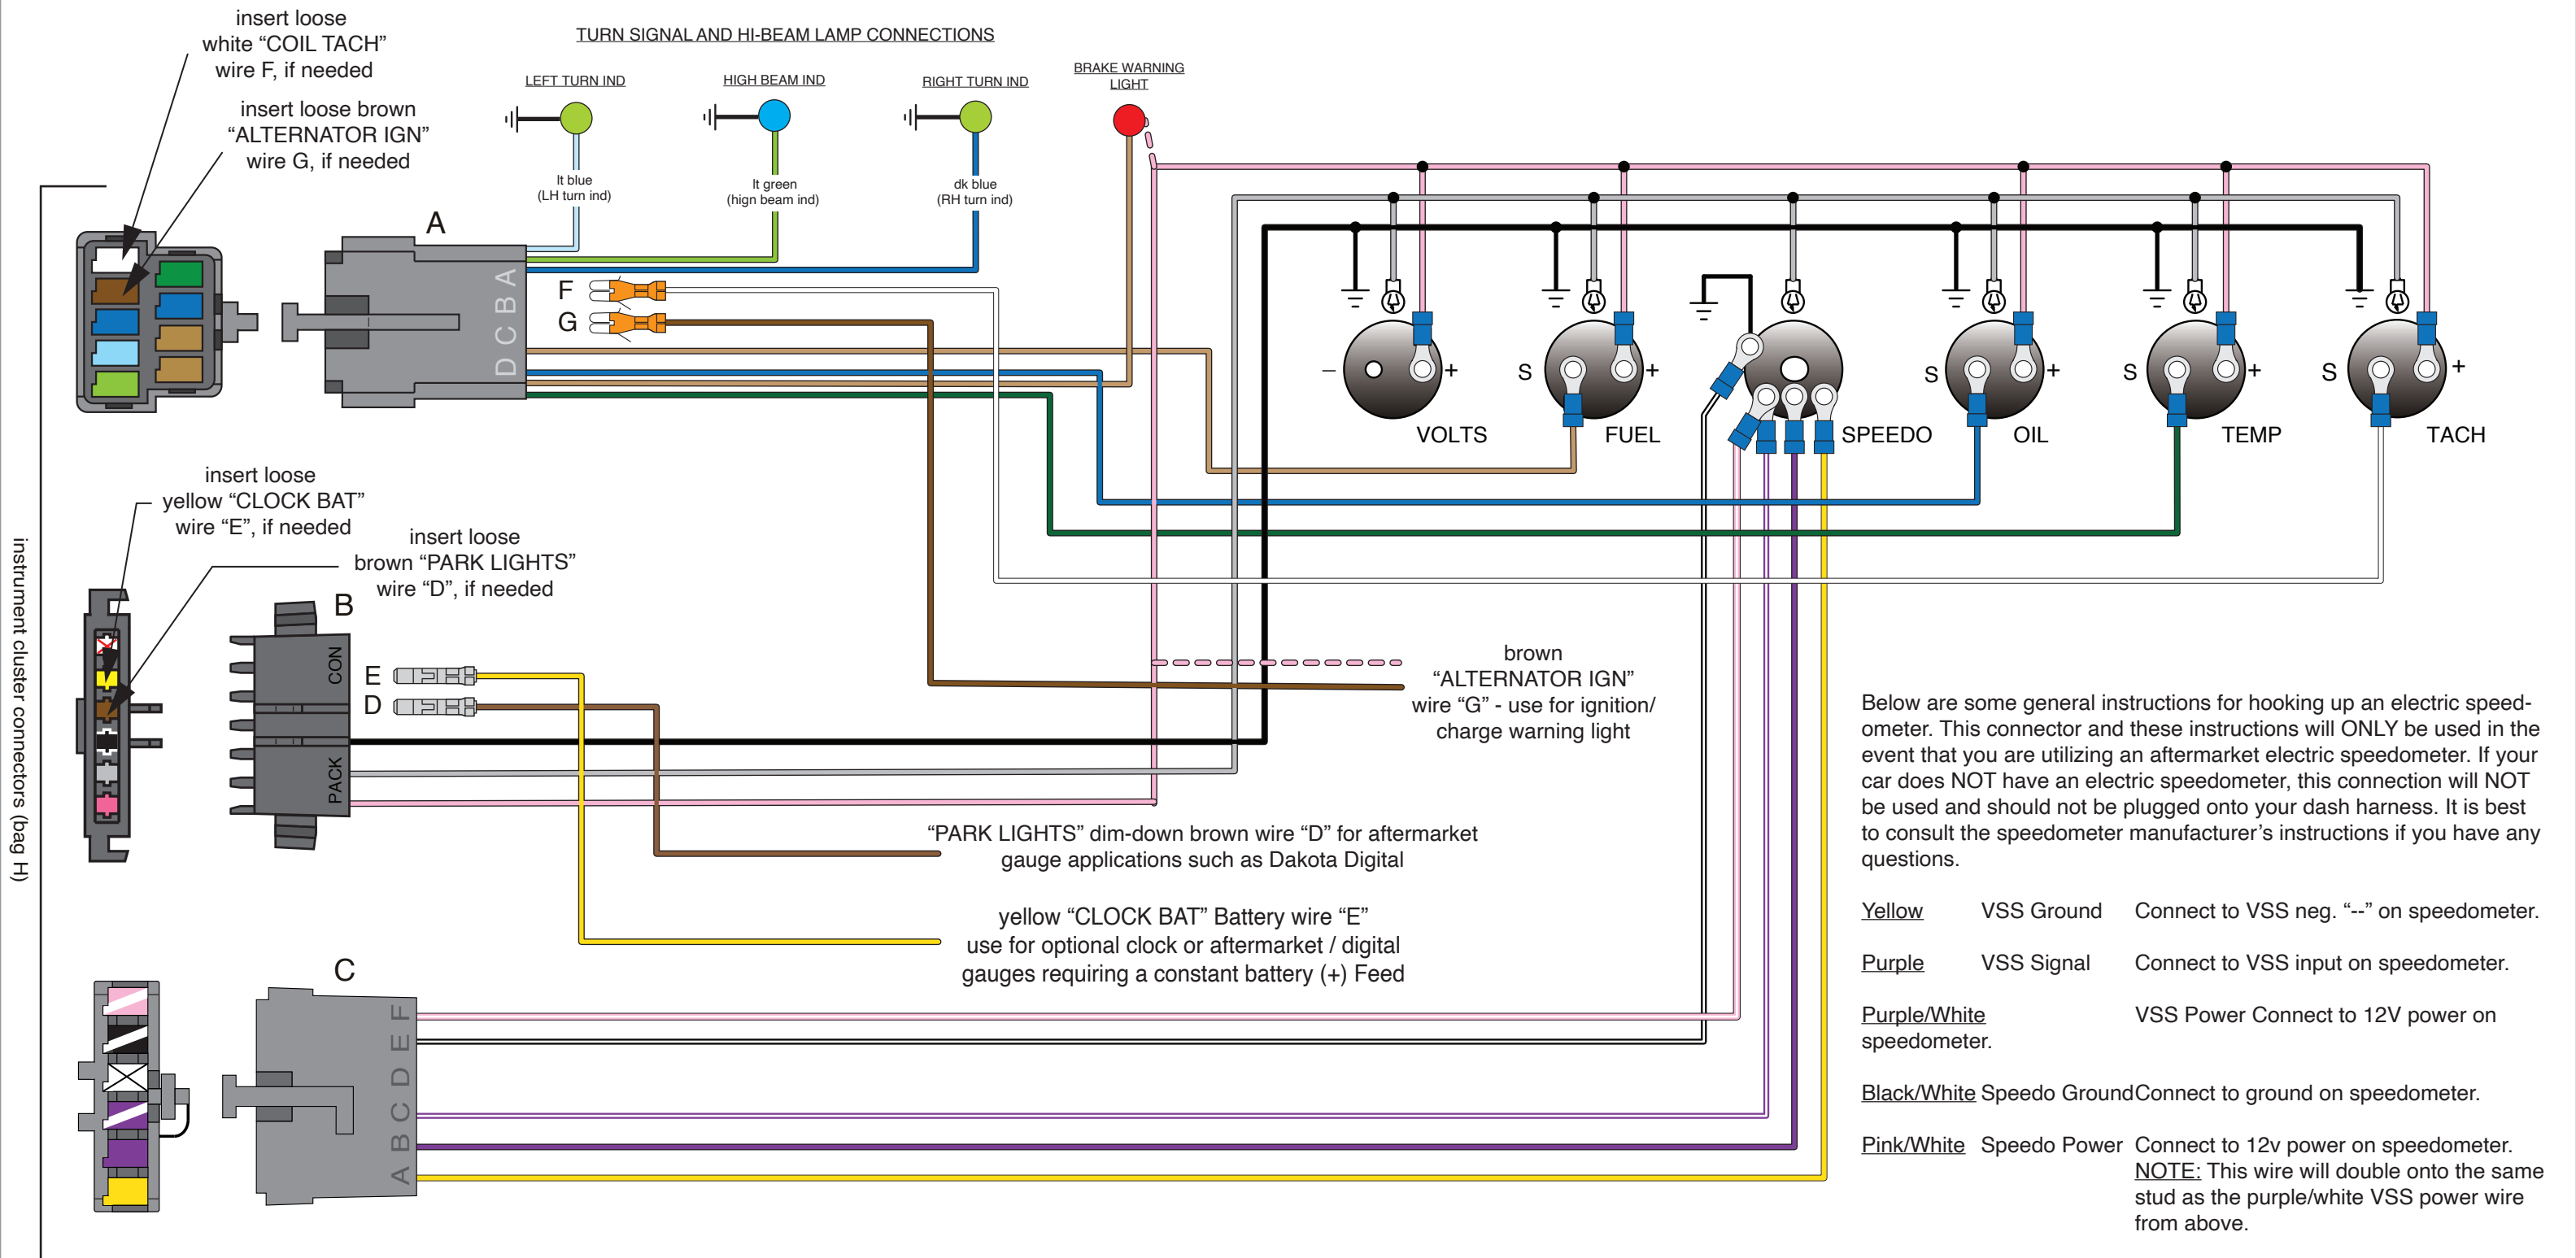 insert loose
white “COIL TACH”
wire F, if needed
insert loose brown
“ALTERNATOR IGN”
wire G, if needed
TURN SIGNAL AND HI-BEAM LAMP CONNECTIONS
LEFT TURN IND
HIGH BEAM IND
RIGHT TURN IND
BRAKE WARNING
LIGHT
lt blue
(LH turn ind)
lt green
(hign beam ind)
dk blue
(RH turn ind)
A
D C B A
F
G
– +
VOLTS
S +
FUEL
SPEEDO
S +
OIL
S +
TEMP
S +
TACH
instrument cluster connectors (bag H)
insert loose
yellow “CLOCK BAT”
wire “E”, if needed
insert loose
brown “PARK LIGHTS”
wire “D”, if needed
B
PACK CON
E
D
brown
“ALTERNATOR IGN”
wire “G” - use for ignition/
charge warning light
“PARK LIGHTS” dim-down brown wire “D” for aftermarket
gauge applications such as Dakota Digital
yellow “CLOCK BAT” Battery wire “E”
use for optional clock or aftermarket / digital
gauges requiring a constant battery (+) Feed
C
A B C D E F
Below are some general instructions for hooking up an electric speed-
ometer. This connector and these instructions will ONLY be used in the
event that you are utilizing an aftermarket electric speedometer. If your
car does NOT have an electric speedometer, this connection will NOT
be used and should not be plugged onto your dash harness. It is best
to consult the speedometer manufacturer’s instructions if you have any
questions.
Yellow VSS Ground Connect to VSS neg. “--” on speedometer.
Purple VSS Signal Connect to VSS input on speedometer.
Purple/White VSS Power Connect to 12V power on
speedometer.
Black/White Speedo Ground Connect to ground on speedometer.
Pink/White Speedo Power Connect to 12v power on speedometer.
NOTE: This wire will double onto the same
stud as the purple/white VSS power wire
from above.